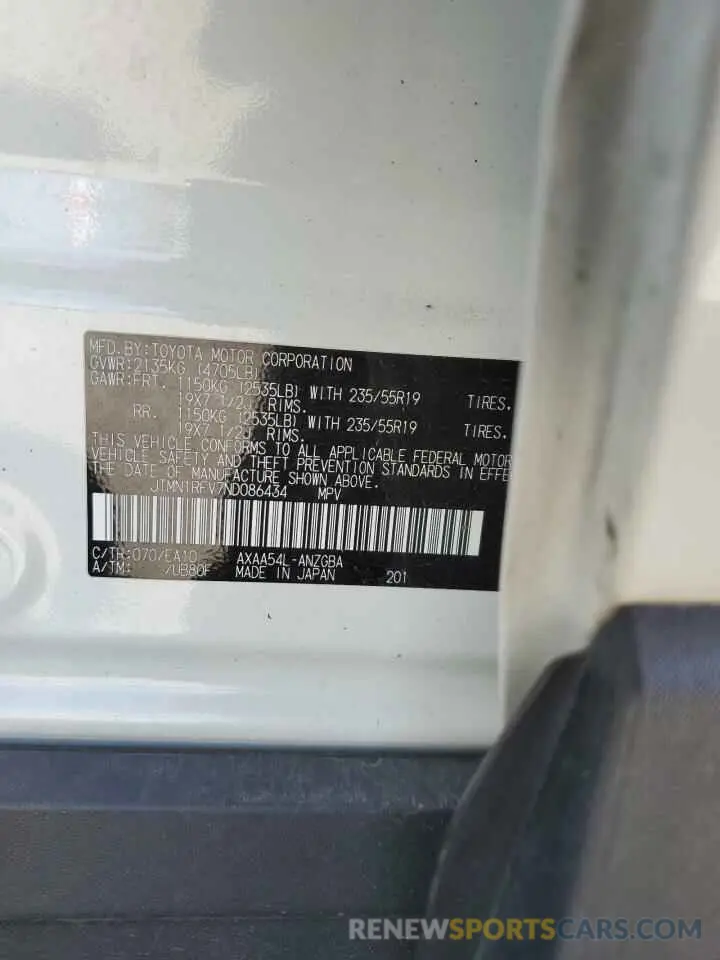 MFD.BY:TOYOTA MOTOR CORPORATION
GVWR:2135KG (4705LB)
GAWR:FRT. 1150KG (2535LB) WITH 235/55R19 TIRES,
19X7 1/2J RIMS.
RR. 1150KG (2535LB) WITH 235/55R19 TIRES,
19X7 1/2J RIMS.
THIS VEHICLE CONFORMS TO ALL APPLICABLE FEDERAL MOTOR
VEHICLE SAFETY AND THEFT PREVENTION STANDARDS IN EFFE
THE DATE OF MANUFACTURE SHOWN ABOVE.
JTMN1RFV7ND086434 MPV
C/TR:070/EA10 AXAA54L-ANZGBA
A/TM: /UB80F MADE IN JAPAN 201
RENEWSPORTSCARS.COM